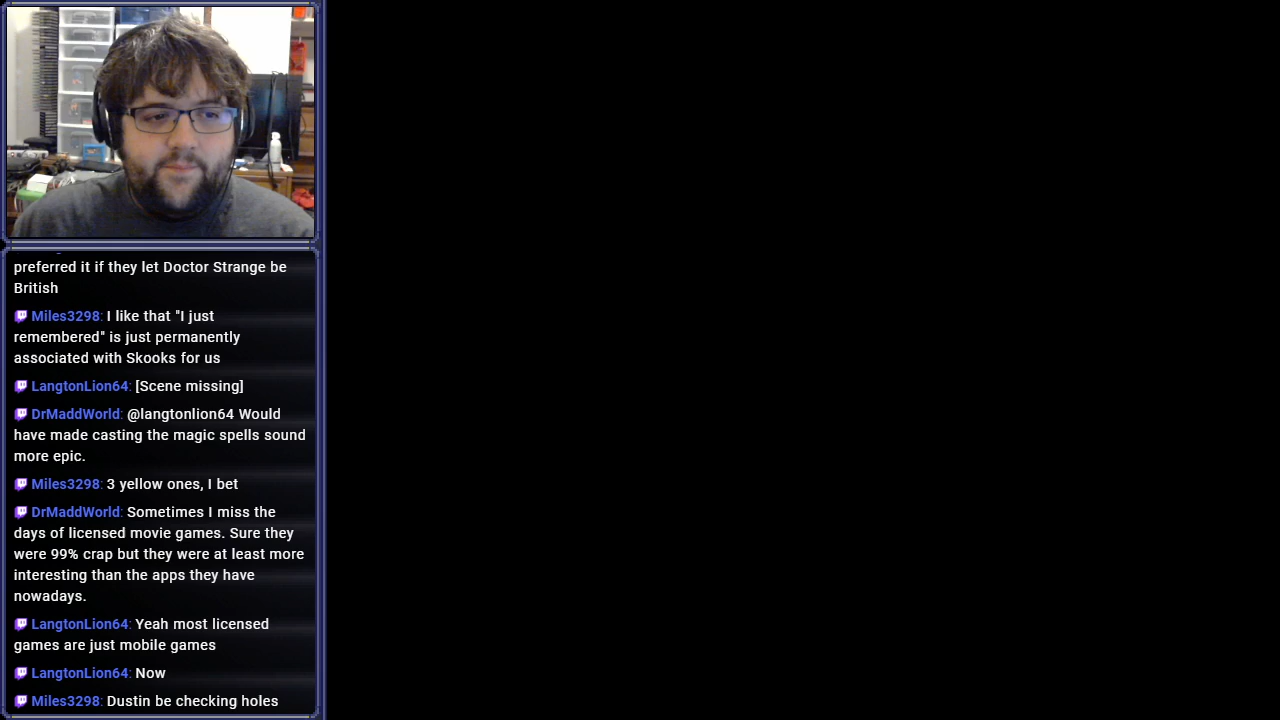 preferred it if they let Doctor Strange be
British
Miles3298: I like that "I just
remembered" is just permanently
associated with Skooks for us
LangtonLion64: [Scene missing]
DrMaddWorld: @langtonlion64 Would
have made casting the magic spells sound
more epic.
Miles3298: 3 yellow ones, I bet
DrMaddWorld: Sometimes I miss the
days of licensed movie games. Sure they
were 99% crap but they were at least more
interesting than the apps they have
nowadays.
LangtonLion64: Yeah most licensed
games are just mobile games
LangtonLion64: Now
Miles3298: Dustin be checking holes